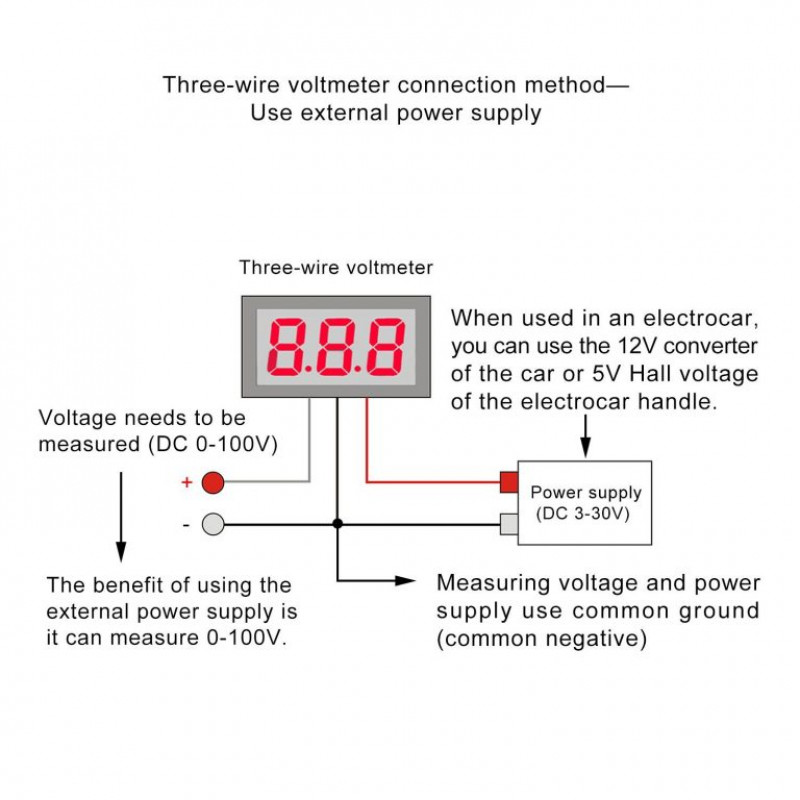 Three-wire voltmeter connection method—
Use external power supply
Three-wire voltmeter
8.8.8
When used in an electrocar,
you can use the 12V converter
of the car or 5V Hall voltage
of the electrocar handle.
Voltage needs to be
measured (DC 0-100V)
+
-
Power supply
(DC 3-30V)
The benefit of using the
external power supply is
it can measure 0-100V.
Measuring voltage and power
supply use common ground
(common negative)